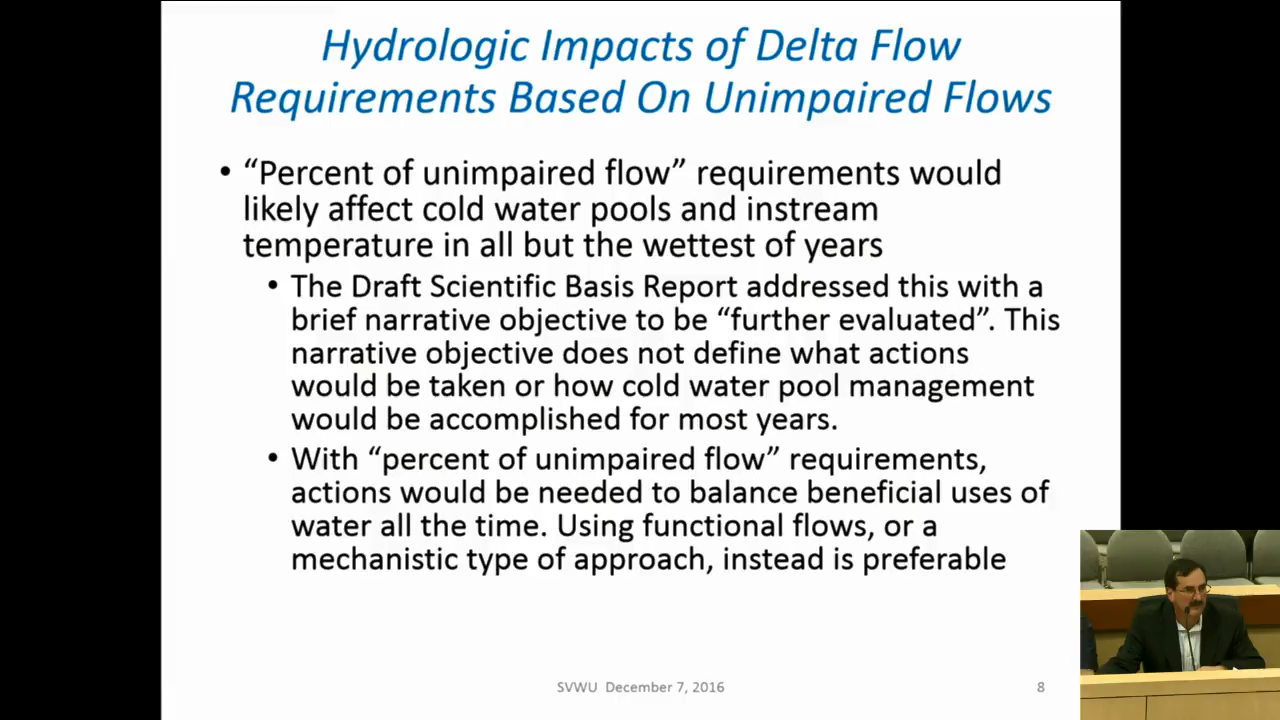 Hydrologic Impacts of Delta Flow
Requirements Based On Unimpaired Flows
• “Percent of unimpaired flow” requirements would
likely affect cold water pools and instream
temperature in all but the wettest of years
• The Draft Scientific Basis Report addressed this with a
brief narrative objective to be “further evaluated”. This
narrative objective does not define what actions
would be taken or how cold water pool management
would be accomplished for most years.
• With “percent of unimpaired flow” requirements,
actions would be needed to balance beneficial uses of
water all the time. Using functional flows, or a
mechanistic type of approach, instead is preferable
SVWU December 7, 2016
8